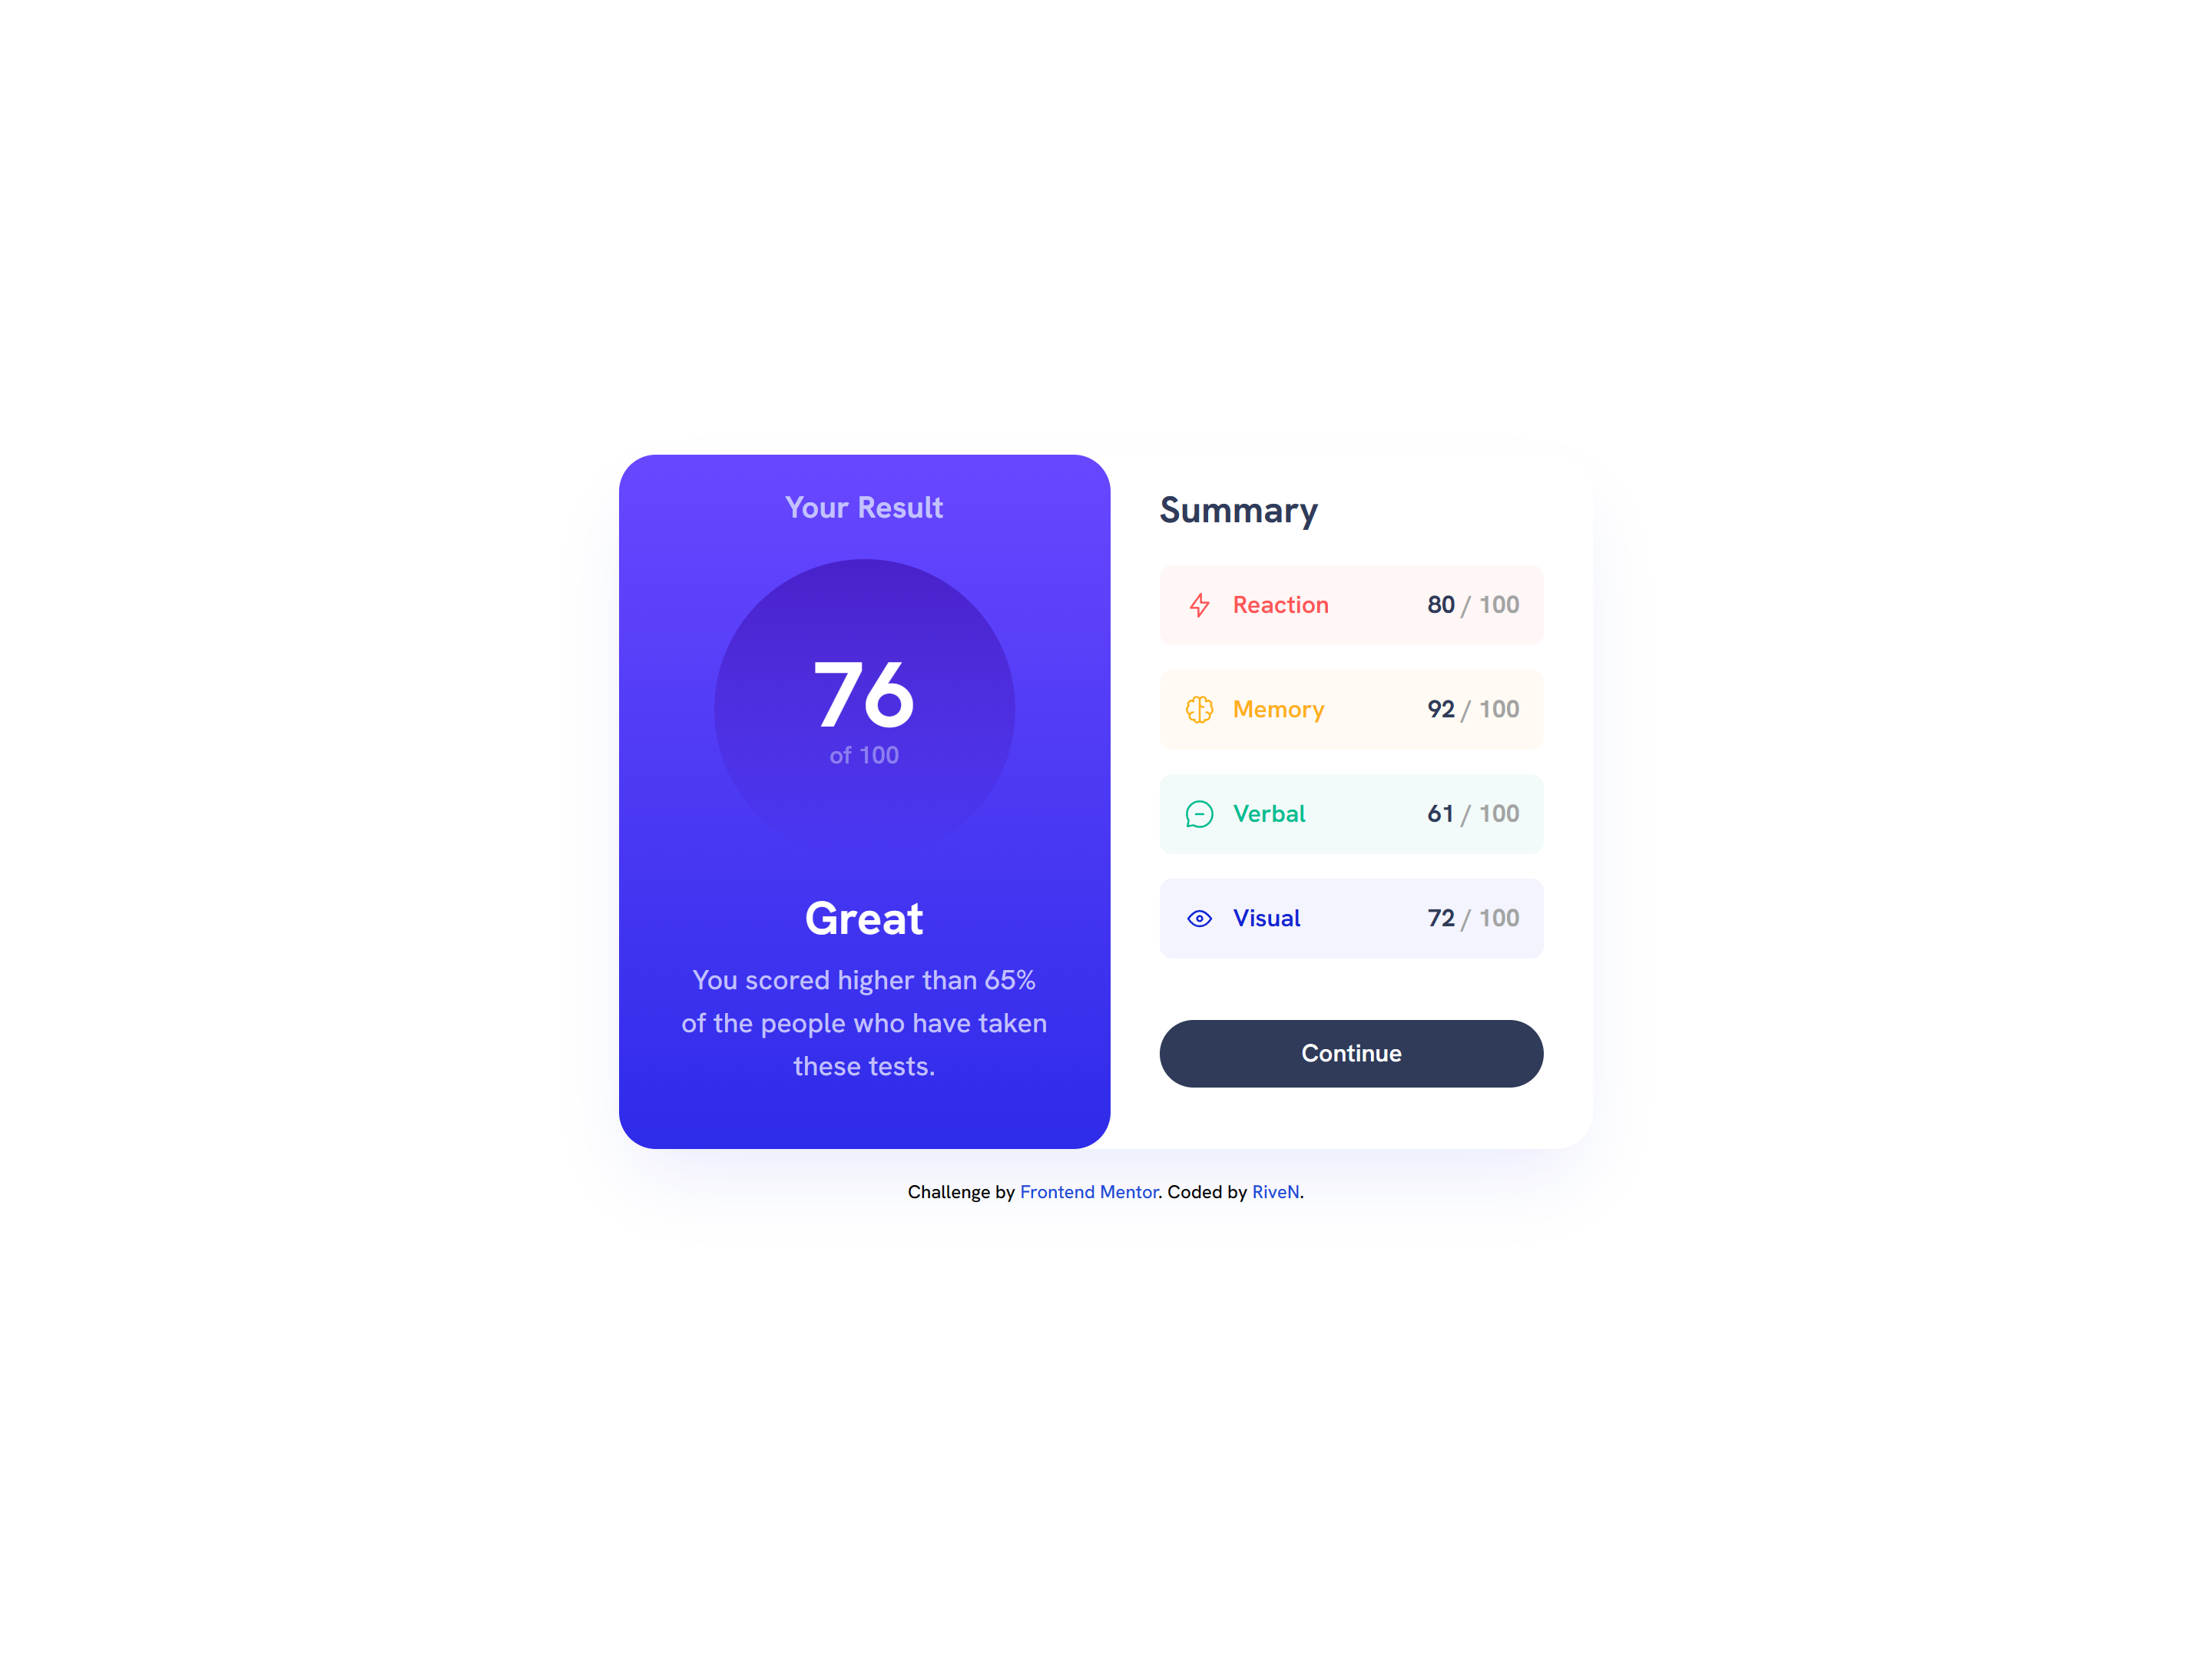 Your Result
76
of 100
Great
You scored higher than 65%
of the people who have taken
these tests.
Summary
Reaction 80 / 100
Memory 92 / 100
Verbal 61 / 100
Visual 72 / 100
Continue
Challenge by Frontend Mentor. Coded by RiveN.